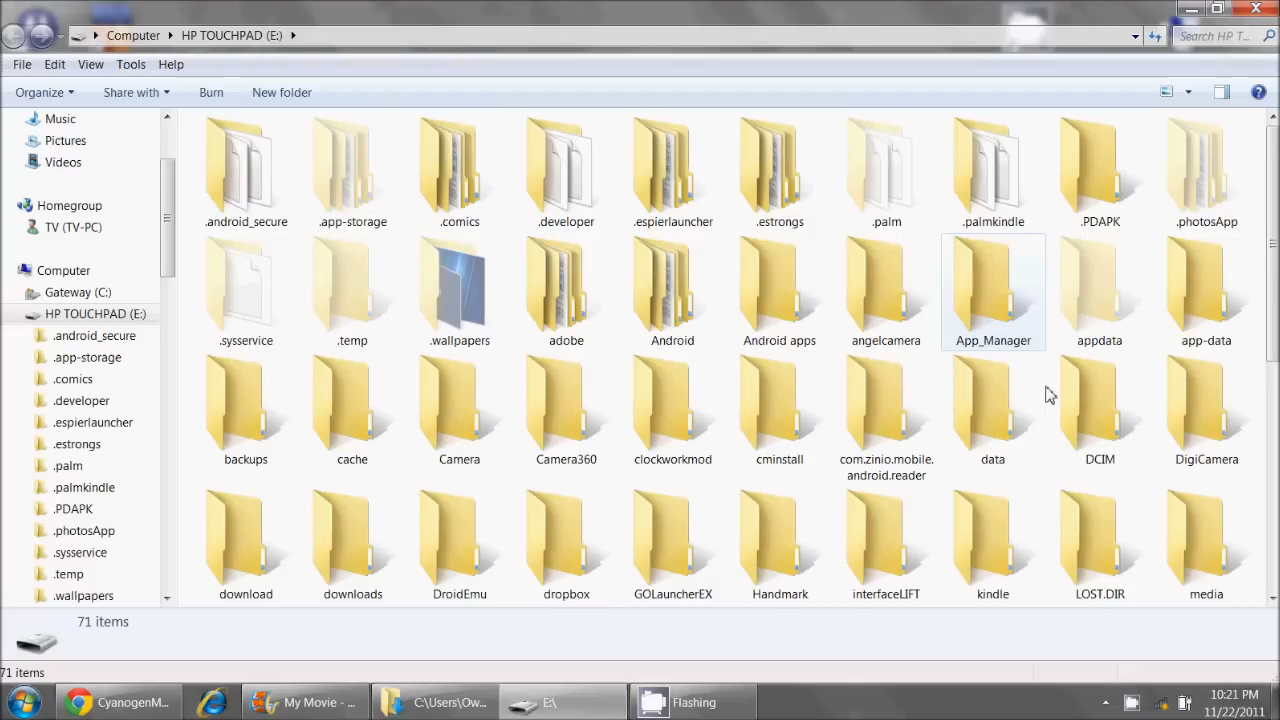 Computer HP TOUCHPAD (E:) Search HP T...
File Edit View Tools Help
Organize Share with Burn New folder
Music
Pictures
Videos
Homegroup
TV (TV-PC)
Computer
Gateway (C:)
HP TOUCHPAD (E:)
.android_secure
.app-storage
.comics
.developer
.espierlauncher
.estrongs
.palm
.palmkindle
.PDAPK
.photosApp
.sysservice
.temp
.wallpapers
.android_secure .app-storage .comics .developer .espierlauncher .estrongs .palm .palmkindle .PDAPK .photosApp
.sysservice .temp .wallpapers adobe Android Android apps angelcamera App_Manager appdata app-data
backups cache Camera Camera360 clockworkmod cminstall com.zinio.mobile. data DCIM DigiCamera
android.reader
download downloads DroidEmu dropbox GOLauncherEX Handmark interfaceLIFT kindle LOST.DIR media
71 items
71 items
CyanogenM... My Movie - ... C:\Users\Ow... E:\ Flashing
10:21 PM
11/22/2011